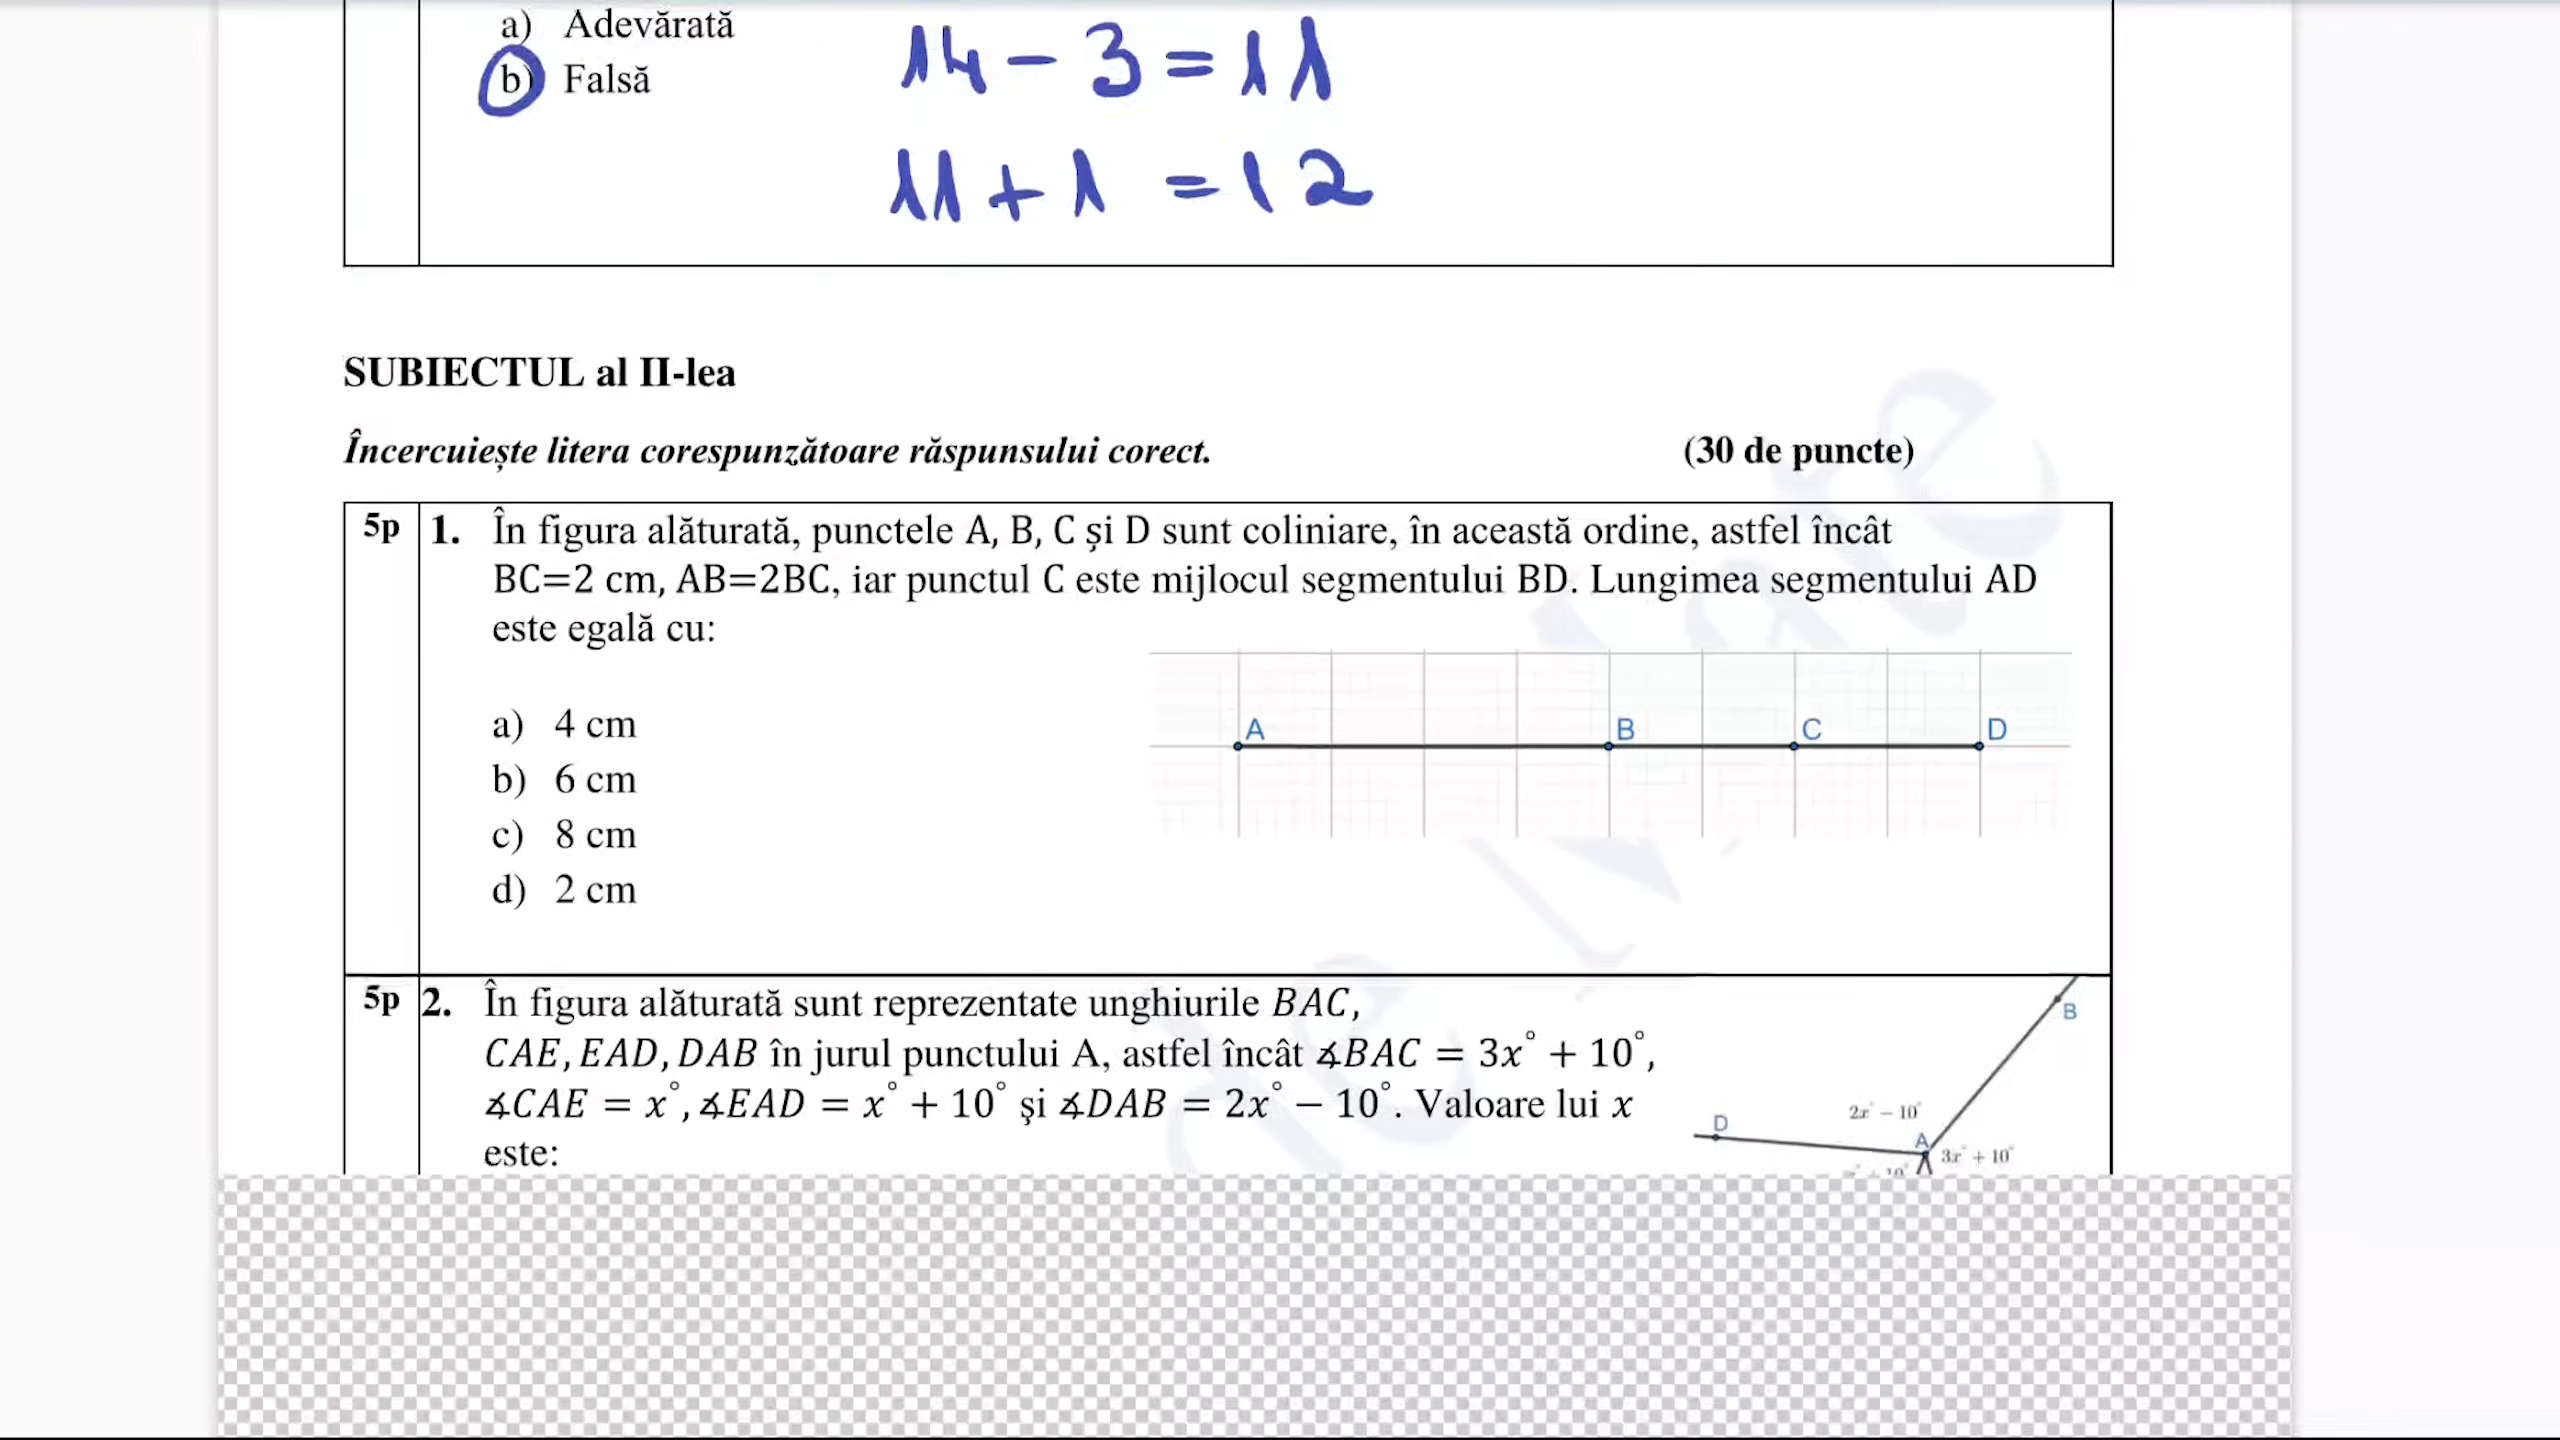 a) Adevărată
b) Falsă
14 - 3 = 11
11 + 1 = 12
SUBIECTUL al II-lea
Încercuiește litera corespunzătoare răspunsului corect. (30 de puncte)
5p 1. În figura alăturată, punctele A, B, C și D sunt coliniare, în această ordine, astfel încât
BC=2 cm, AB=2BC, iar punctul C este mijlocul segmentului BD. Lungimea segmentului AD
este egală cu:
A B C D
a) 4 cm
b) 6 cm
c) 8 cm
d) 2 cm
5p 2. În figura alăturată sunt reprezentate unghiurile BAC,
CAE, EAD, DAB în jurul punctului A, astfel încât ∡BAC = 3x° + 10°,
∡CAE = x°, ∡EAD = x° + 10° şi ∡DAB = 2x° − 10°. Valoare lui x
este:
B
2x° − 10°
D
A
3x° + 10°